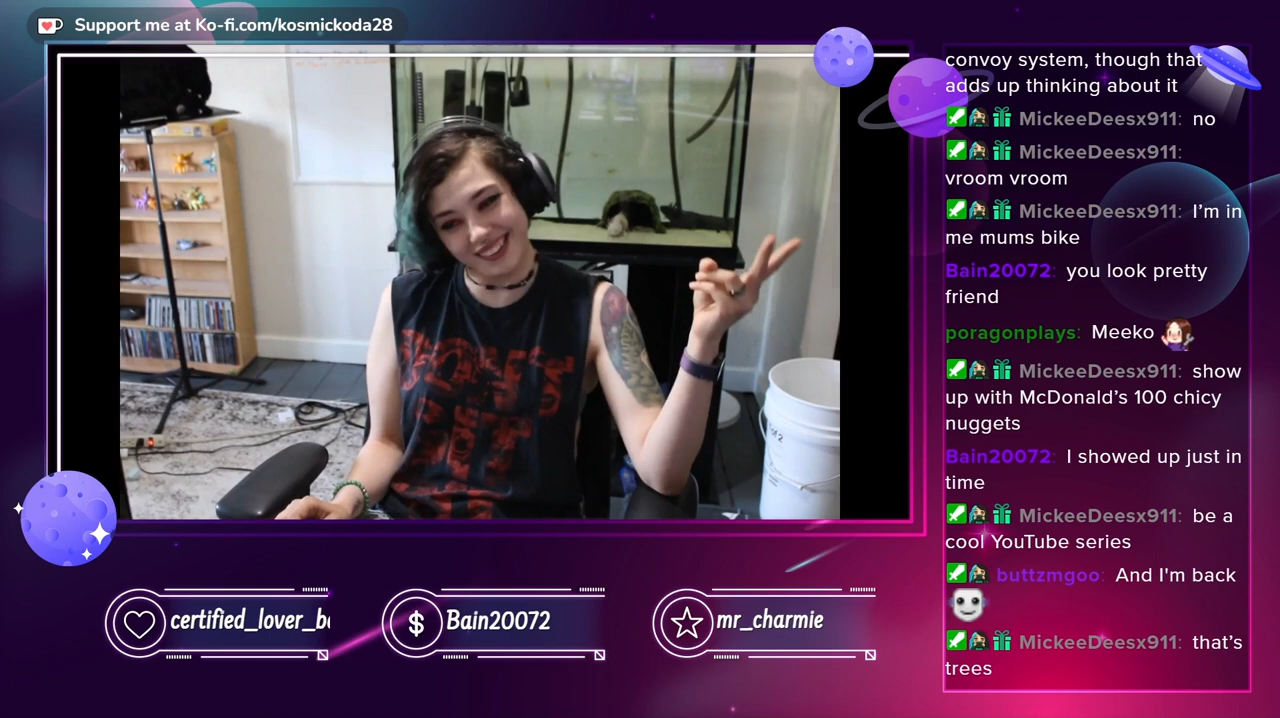 Support me at Ko-fi.com/kosmickoda28
convoy system, though that
adds up thinking about it
MickeeDeesx911: no
MickeeDeesx911:
vroom vroom
MickeeDeesx911: I’m in
me mums bike
Bain20072: you look pretty
friend
poragonplays: Meeko
MickeeDeesx911: show
up with McDonald’s 100 chicy
nuggets
Bain20072: I showed up just in
time
MickeeDeesx911: be a
cool YouTube series
buttzmgoo: And I'm back
MickeeDeesx911: that’s
trees
certified_lover_bo
Bain20072
mr_charmie